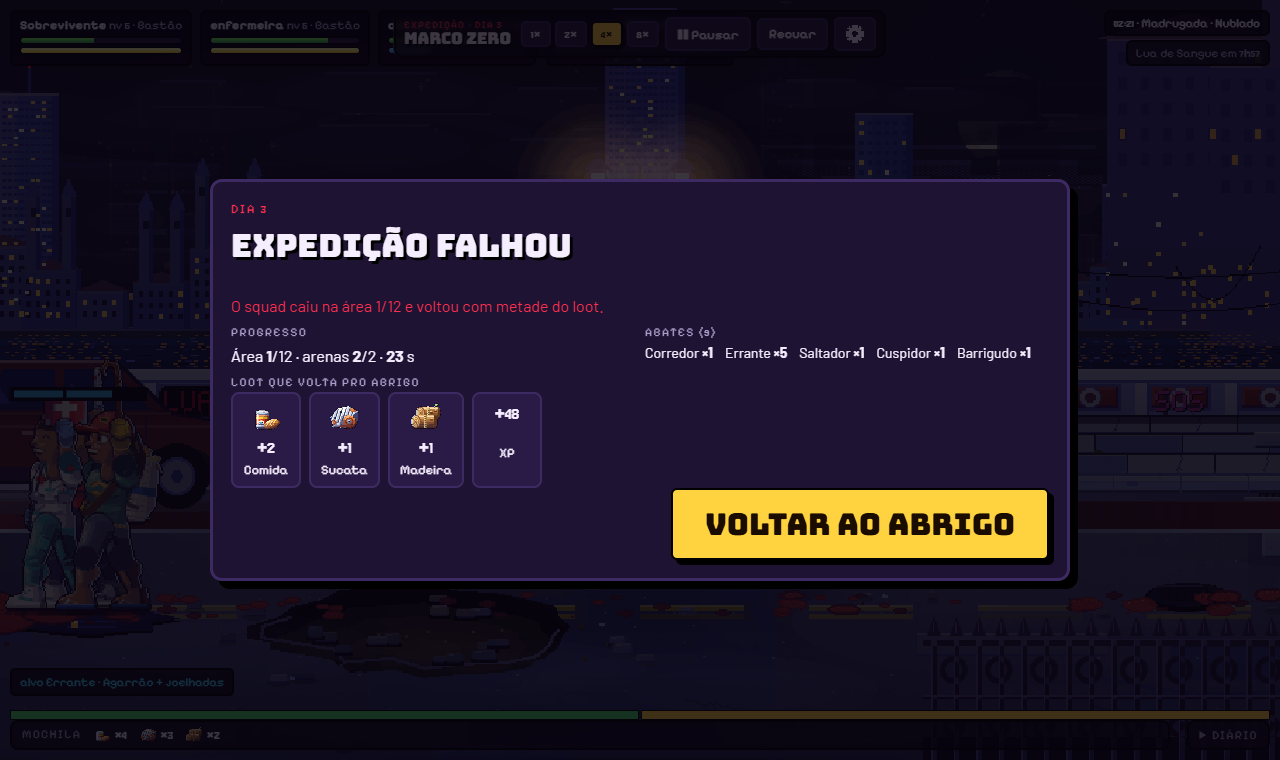 Sobrevivente nv 5 · Bastão
enfermeira nv 5 · Bastão
EXPEDIÇÃO · DIA 3
MARCO ZERO
1×
2×
4×
8×
Pausar
Recuar
02:21 · Madrugada · Nublado
Lua de Sangue em 7h57
DIA 3
EXPEDIÇÃO FALHOU
O squad caiu na área 1/12 e voltou com metade do loot.
PROGRESSO
Área 1/12 · arenas 2/2 · 23 s
ABATES (9)
Corredor ×1 Errante ×5 Saltador ×1 Cuspidor ×1 Barrigudo ×1
LOOT QUE VOLTA PRO ABRIGO
+2
Comida
+1
Sucata
+1
Madeira
+48
XP
VOLTAR AO ABRIGO
SOS
alvo Errante · Agarrão + joelhadas
MOCHILA ×4 ×3 ×2
▶ DIÁRIO